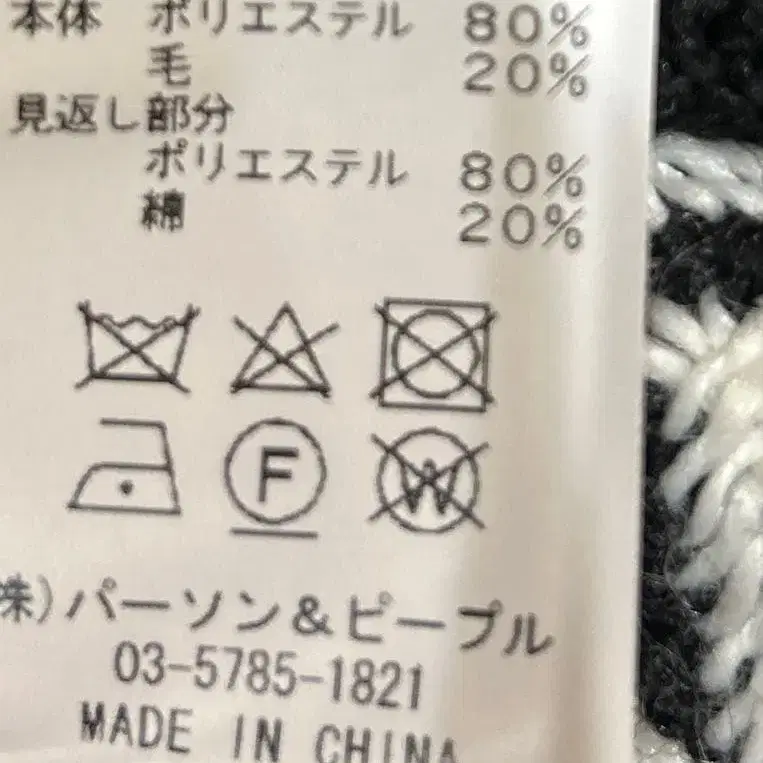 本体 ポリエステル 80%
毛 20%
見返し部分
ポリエステル 80%
綿 20%
F
W
株)パーソン&ピープル
03-5785-1821
MADE IN CHINA